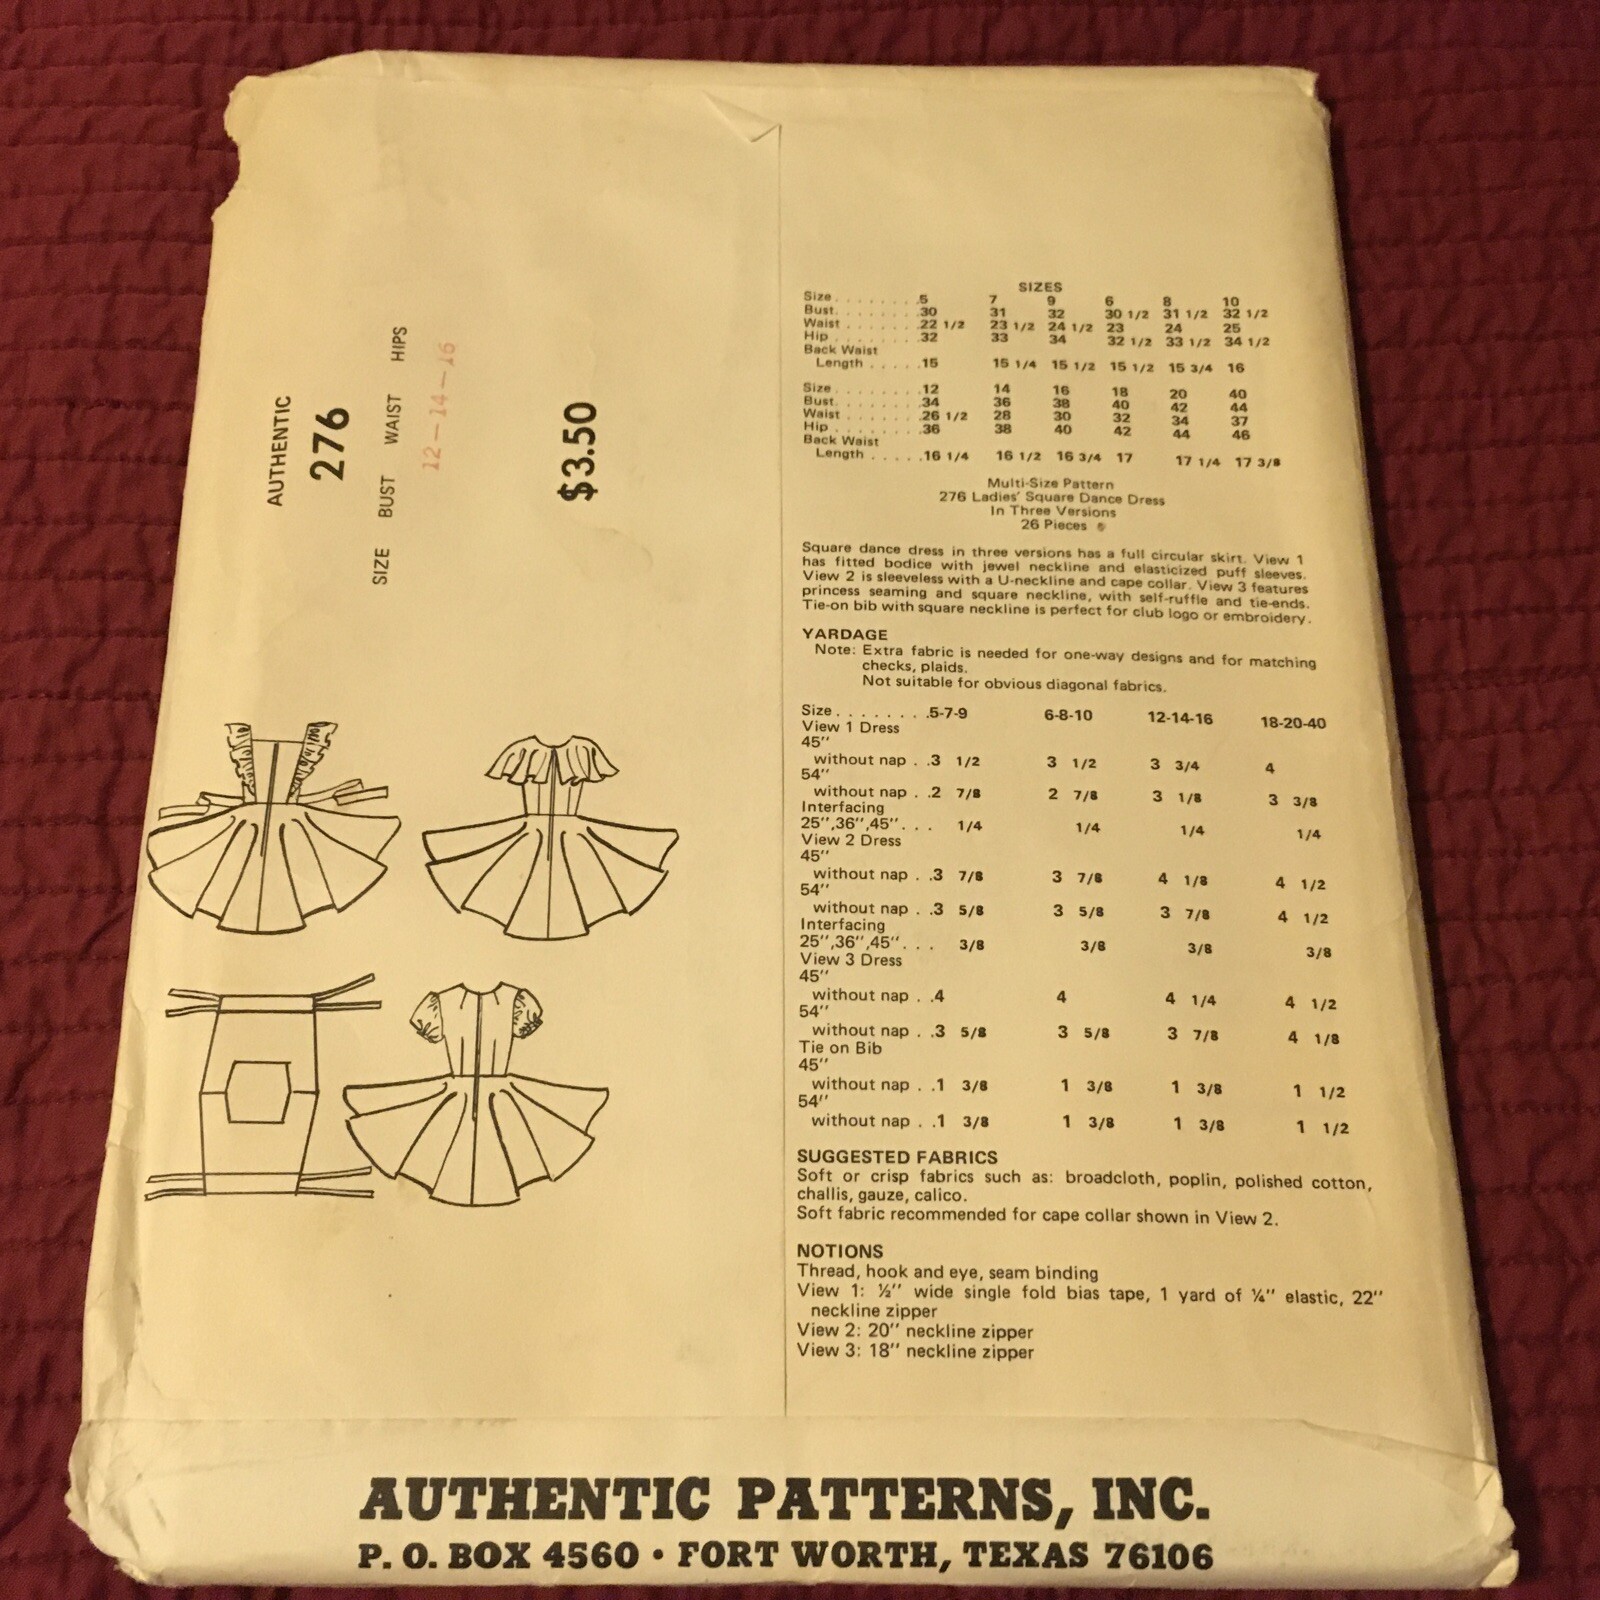 AUTHENTIC
276
SIZE BUST WAIST HIPS
12—14—16
$3.50
SIZES
Size . . . . . . . .5 7 9 6 8 10
Bust. . . . . . . .30 31 32 30 1/2 31 1/2 32 1/2
Waist . . . . . . .22 1/2 23 1/2 24 1/2 23 24 25
Hip . . . . . . . .32 33 34 32 1/2 33 1/2 34 1/2
Back Waist
Length . . . . .15 15 1/4 15 1/2 15 1/2 15 3/4 16
Size . . . . . . . .12 14 16 18 20 40
Bust. . . . . . . .34 36 38 40 42 44
Waist . . . . . . .26 1/2 28 30 32 34 37
Hip . . . . . . . .36 38 40 42 44 46
Back Waist
Length . . . . .16 1/4 16 1/2 16 3/4 17 17 1/4 17 3/8
Multi-Size Pattern
276 Ladies' Square Dance Dress
In Three Versions
26 Pieces
Square dance dress in three versions has a full circular skirt. View 1
has fitted bodice with jewel neckline and elasticized puff sleeves.
View 2 is sleeveless with a U-neckline and cape collar. View 3 features
princess seaming and square neckline, with self-ruffle and tie-ends.
Tie-on bib with square neckline is perfect for club logo or embroidery.
YARDAGE
Note: Extra fabric is needed for one-way designs and for matching
checks, plaids.
Not suitable for obvious diagonal fabrics.
Size . . . . . . . .5-7-9 6-8-10 12-14-16 18-20-40
View 1 Dress
45"
without nap . .3 1/2 3 1/2 3 3/4 4
54"
without nap . .2 7/8 2 7/8 3 1/8 3 3/8
Interfacing
25",36",45". . . 1/4 1/4 1/4 1/4
View 2 Dress
45"
without nap . .3 7/8 3 7/8 4 1/8 4 1/2
54"
without nap . .3 5/8 3 5/8 3 7/8 4 1/2
Interfacing
25",36",45". . . 3/8 3/8 3/8 3/8
View 3 Dress
45"
without nap . .4 4 4 1/4 4 1/2
54"
without nap . .3 5/8 3 5/8 3 7/8 4 1/8
Tie on Bib
45"
without nap . .1 3/8 1 3/8 1 3/8 1 1/2
54"
without nap . .1 3/8 1 3/8 1 3/8 1 1/2
SUGGESTED FABRICS
Soft or crisp fabrics such as: broadcloth, poplin, polished cotton,
challis, gauze, calico.
Soft fabric recommended for cape collar shown in View 2.
NOTIONS
Thread, hook and eye, seam binding
View 1: ½" wide single fold bias tape, 1 yard of ¼" elastic, 22"
neckline zipper
View 2: 20" neckline zipper
View 3: 18" neckline zipper
AUTHENTIC PATTERNS, INC.
P. O. BOX 4560 • FORT WORTH, TEXAS 76106